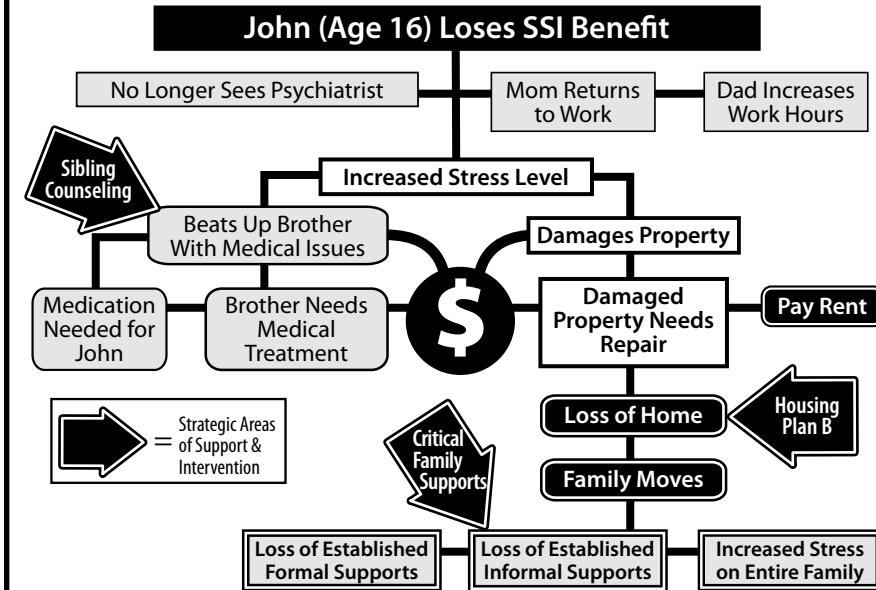 John (Age 16) Loses SSI Benefit
No Longer Sees Psychiatrist
Mom Returns
to Work
Dad Increases
Work Hours
Sibling
Counseling
Increased Stress Level
Beats Up Brother
With Medical Issues
Damages Property
Medication
Needed for
John
Brother Needs
Medical
Treatment
$
Damaged
Property Needs
Repair
Pay Rent
= Strategic Areas
of Support &
Intervention
Critical
Family
Supports
Loss of Home
Housing
Plan B
Family Moves
Loss of Established
Formal Supports
Loss of Established
Informal Supports
Increased Stress
on Entire Family